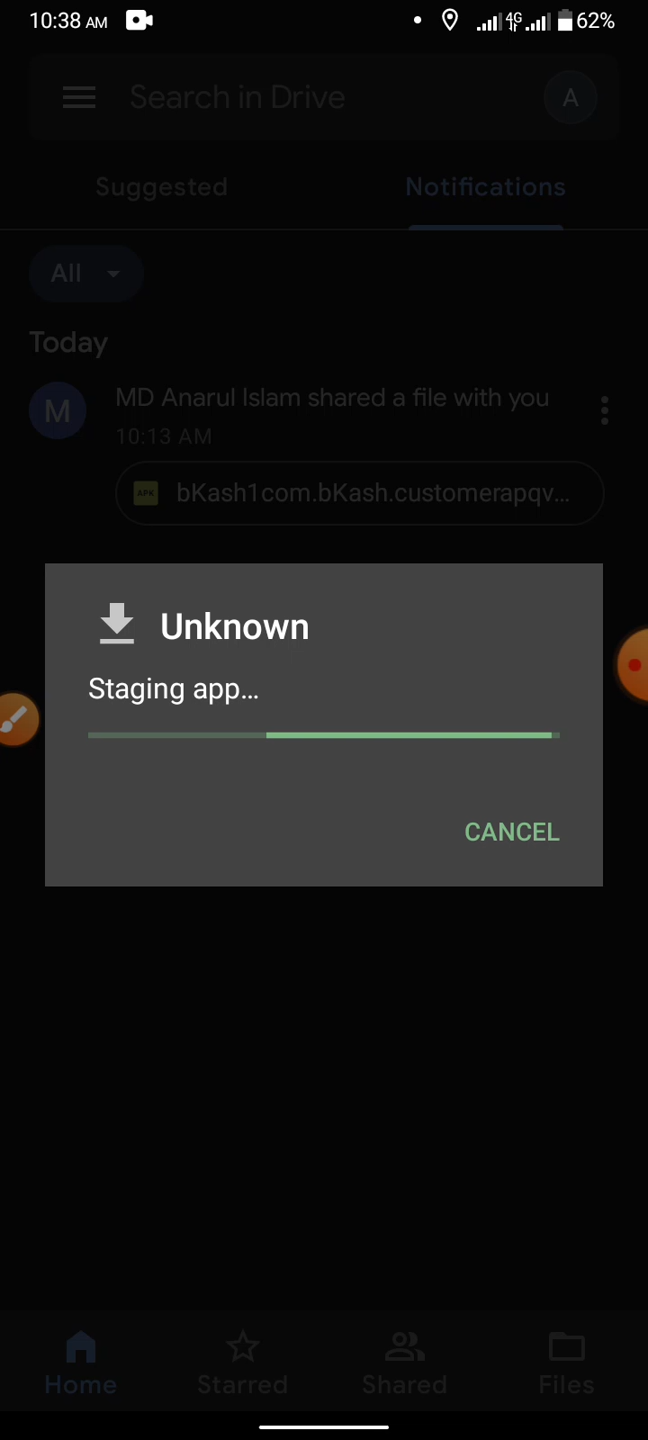 10:38 AM 4G 62%
Search in Drive A
Suggested Notifications
All
Today
M MD Anarul Islam shared a file with you
10:13 AM
APK bKash1com.bKash.customerapqv...
Unknown
Staging app...
CANCEL
Home Starred Shared Files